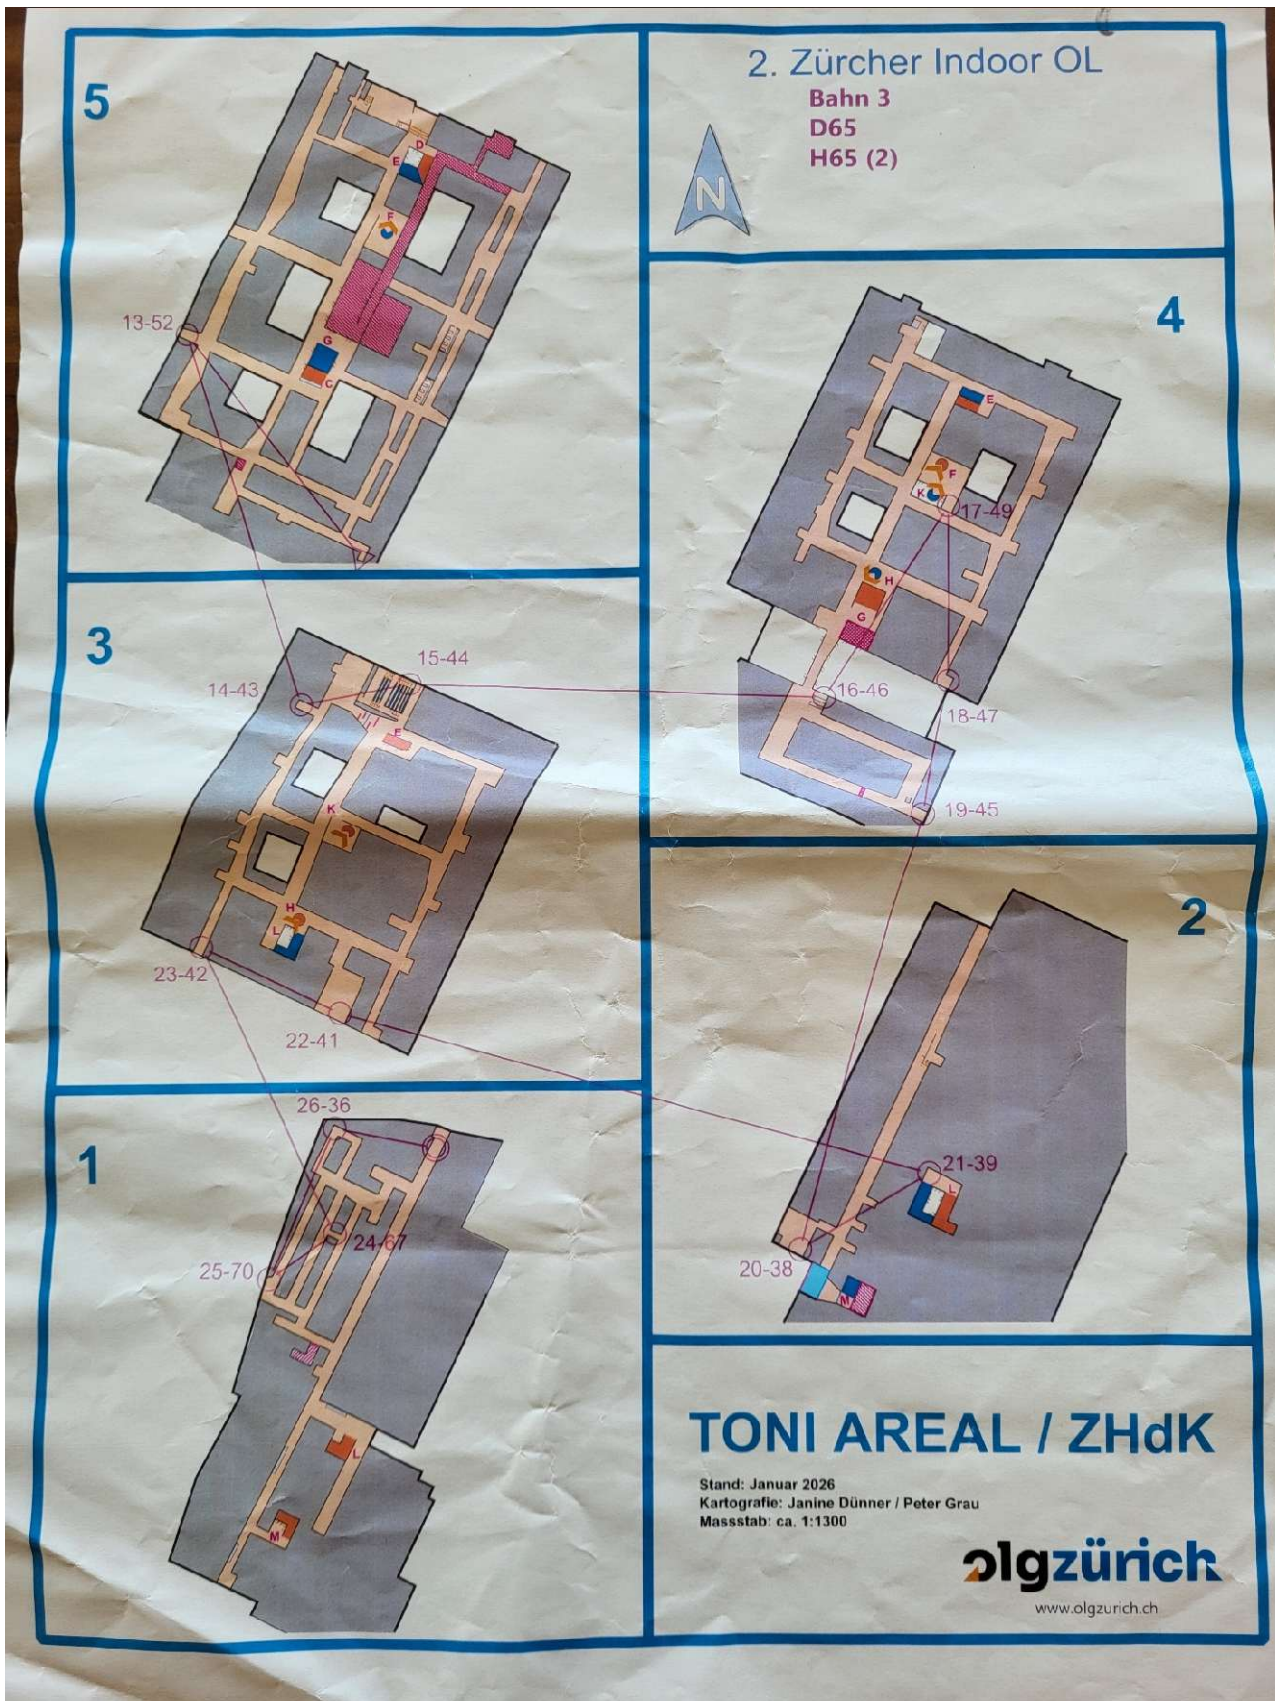 2. Zürcher Indoor OL
Bahn 3
D65
H65 (2)
N
5
D
E
F
13-52
G
C
4
E
F
K
17-49
H
G
16-46
18-47
19-45
3
15-44
14-43
E
K
H
L
23-42
22-41
2
21-39
L
20-38
N
26-36
1
24-67
25-70
L
M
TONI AREAL / ZHdK
Stand: Januar 2026
Kartografie: Janine Dünner / Peter Grau
Massstab: ca. 1:1300
olgzürich
www.olgzurich.ch